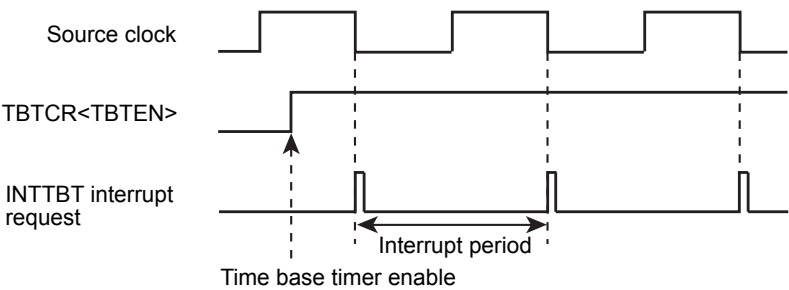 Source clock
TBTCR<TBTEN>
INTTBT interrupt
request
Interrupt period
Time base timer enable